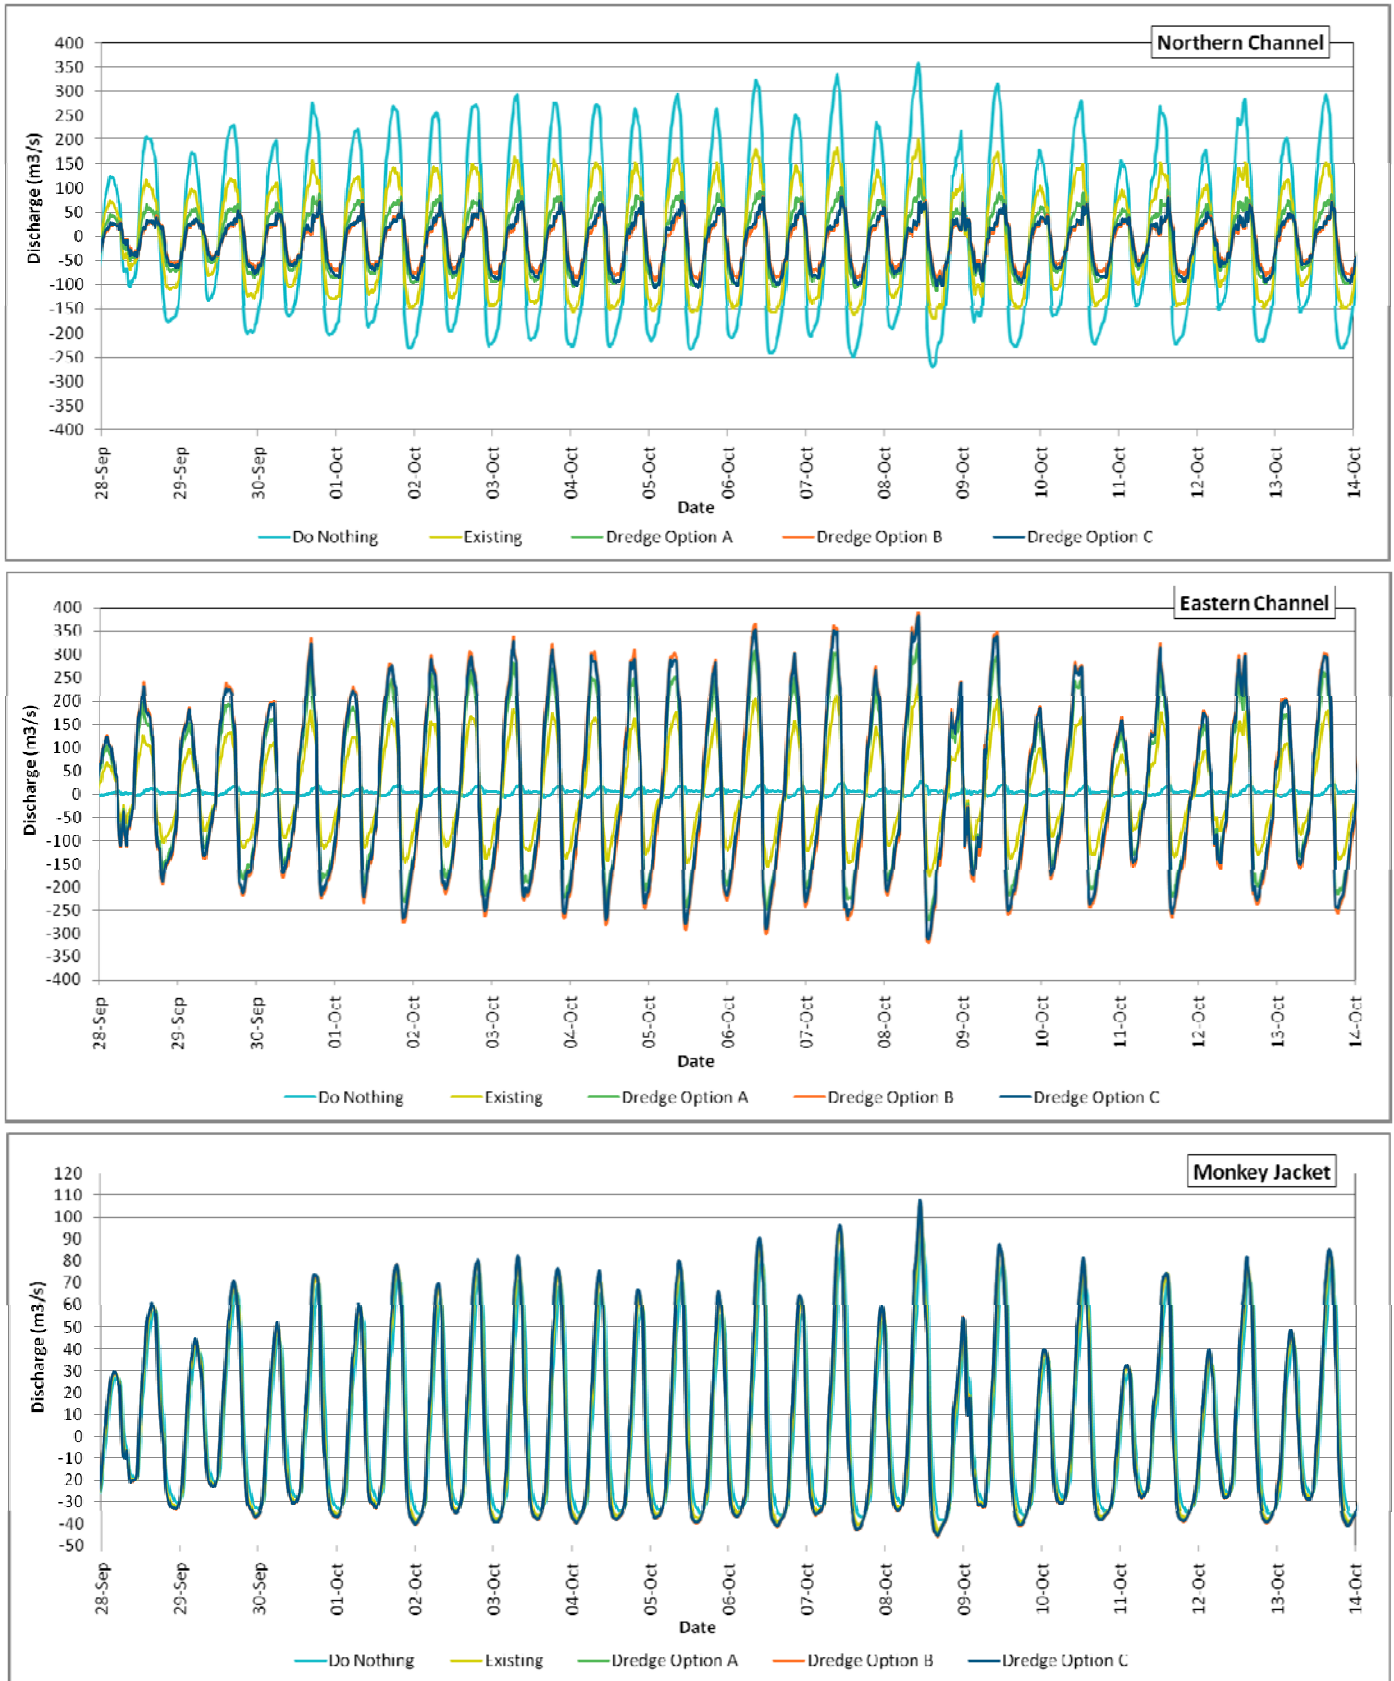 Northern Channel
400
350
300
250
200
150
100
50
0
-50
-100
-150
-200
-250
-300
-350
-400
Discharge (m3/s)
28-Sep
29-Sep
30-Sep
01-Oct
02-Oct
03-Oct
04-Oct
05-Oct
06-Oct
07-Oct
08-Oct
09-Oct
10-Oct
11-Oct
12-Oct
13-Oct
14-Oct
Date
Do Nothing Existing Dredge Option A Dredge Option B Dredge Option C
Eastern Channel
400
350
300
250
200
150
100
50
0
-50
-100
-150
-200
-250
-300
-350
-400
Discharge (m3/s)
28-Sep
29-Sep
30-Sep
01-Oct
02-Oct
03-Oct
04-Oct
05-Oct
06-Oct
07-Oct
08-Oct
09-Oct
10-Oct
11-Oct
12-Oct
13-Oct
14-Oct
Date
Do Nothing Existing Dredge Option A Dredge Option B Dredge Option C
Monkey Jacket
120
110
100
90
80
70
60
50
40
30
20
10
0
-10
20
-30
-40
-50
Discharge (m3/s)
28-Sep
29-Sep
30-Sep
01-Oct
02-Oct
03-Oct
04-Oct
05-Oct
06-Oct
07-Oct
08-Oct
09-Oct
10-Oct
11-Oct
12-Oct
13-Oct
14-Oct
Date
Do Nothing Existing Dredge Option A Dredge Option B Dredge Option C